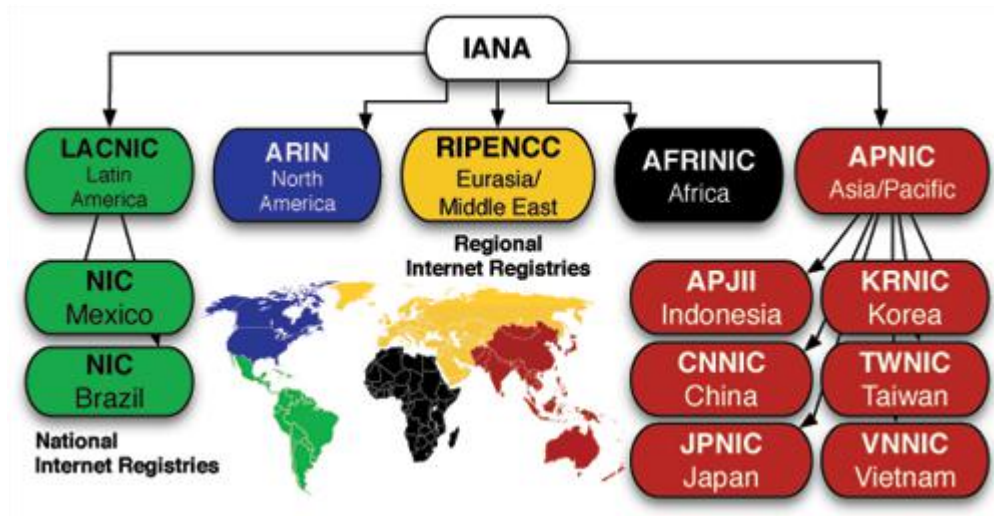 IANA
LACNIC
Latin
America
ARIN
North
America
RIPENCC
Eurasia/
Middle East
AFRINIC
Africa
APNIC
Asia/Pacific
Regional
Internet Registries
NIC
Mexico
NIC
Brazil
National
Internet Registries
APJII
Indonesia
KRNIC
Korea
CNNIC
China
TWNIC
Taiwan
JPNIC
Japan
VNNIC
Vietnam